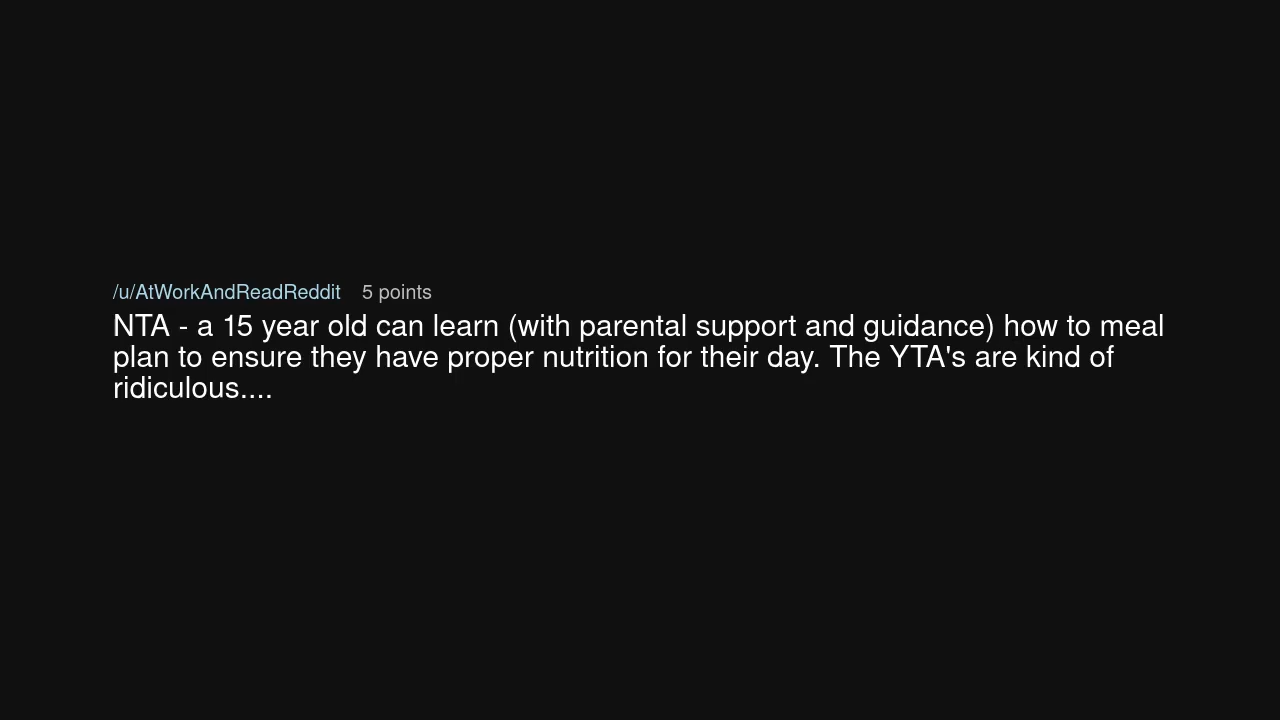 /u/AtWorkAndReadReddit 5 points
NTA - a 15 year old can learn (with parental support and guidance) how to meal
plan to ensure they have proper nutrition for their day. The YTA's are kind of
ridiculous....